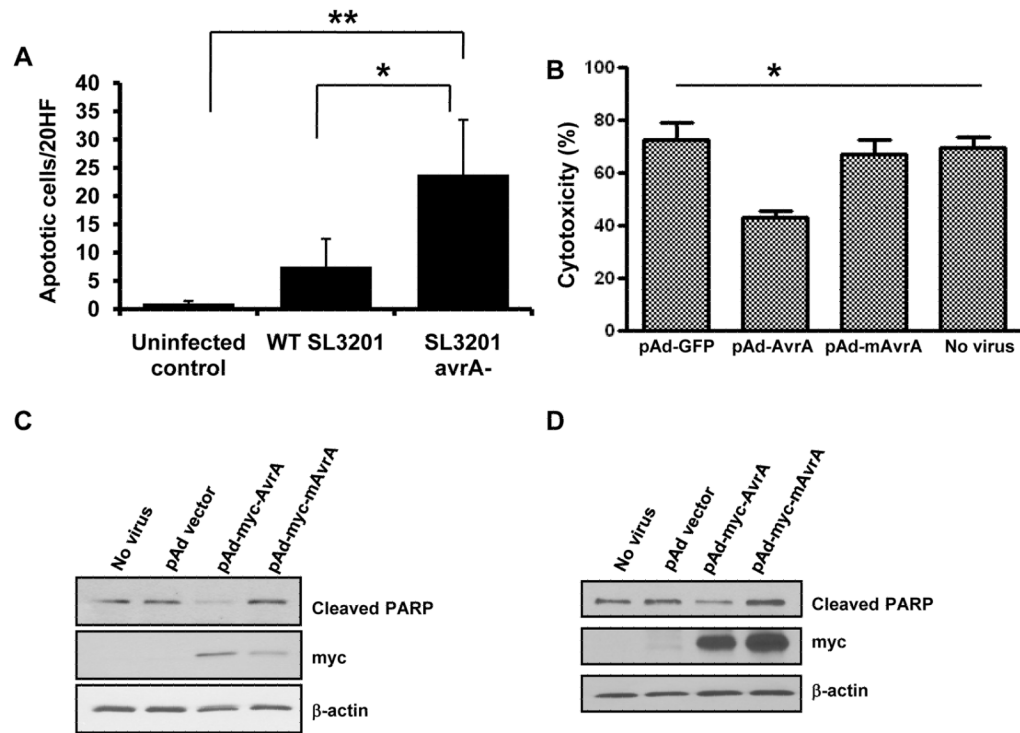 A
**
*
Apoptotic cells/20HF
40
35
30
25
20
15
10
5
0
Uninfected
control
WT SL3201
SL3201
avrA-
B
*
Cytotoxicity (%)
100
80
60
40
20
0
pAd-GFP
pAd-AvrA
pAd-mAvrA
No virus
C
No virus
pAd vector
pAd-myc-AvrA
pAd-myc-mAvrA
Cleaved PARP
myc
β-actin
D
No virus
pAd vector
pAd-myc-AvrA
pAd-myc-mAvrA
Cleaved PARP
myc
β-actin